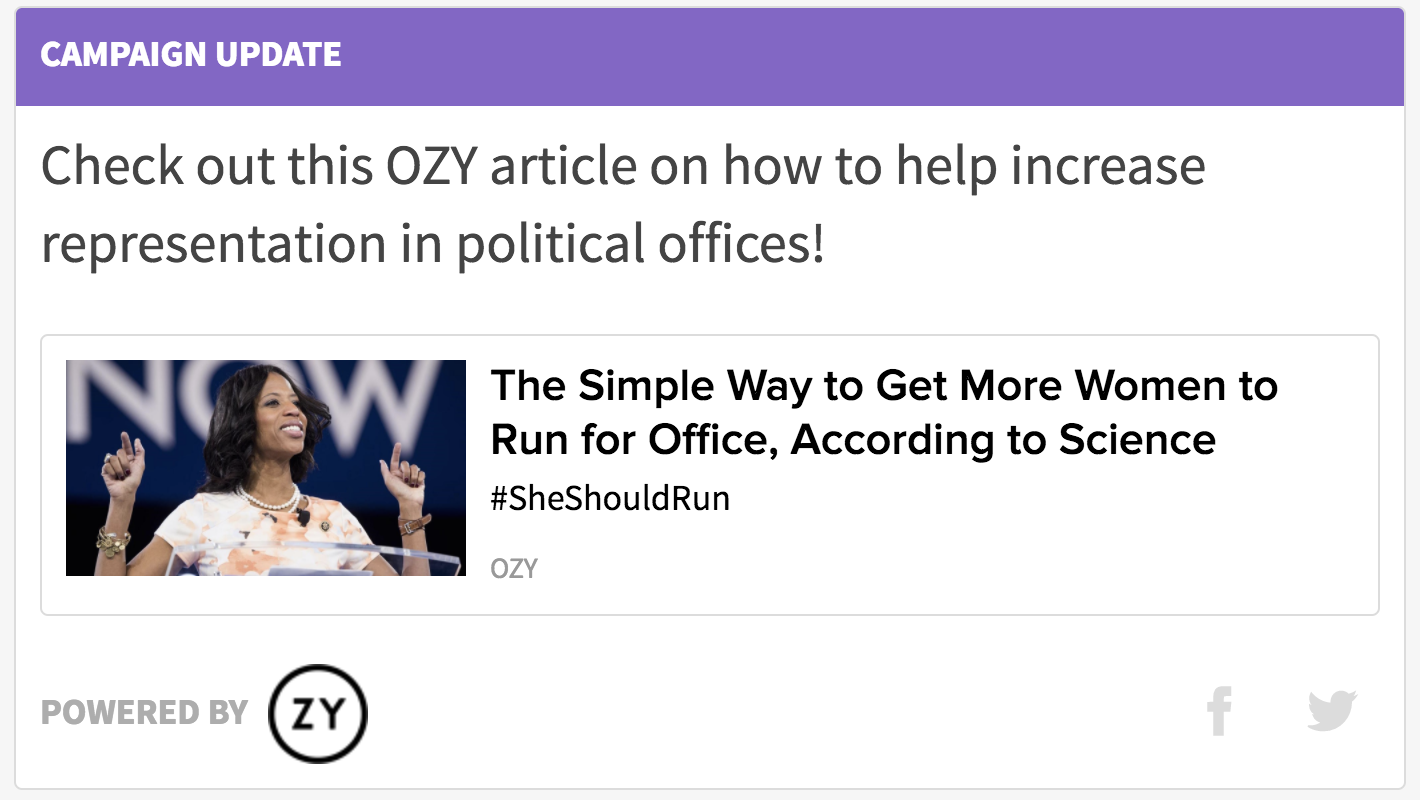 CAMPAIGN UPDATE
Check out this OZY article on how to help increase
representation in political offices!
NOW
The Simple Way to Get More Women to
Run for Office, According to Science
#SheShouldRun
OZY
POWERED BY ZY